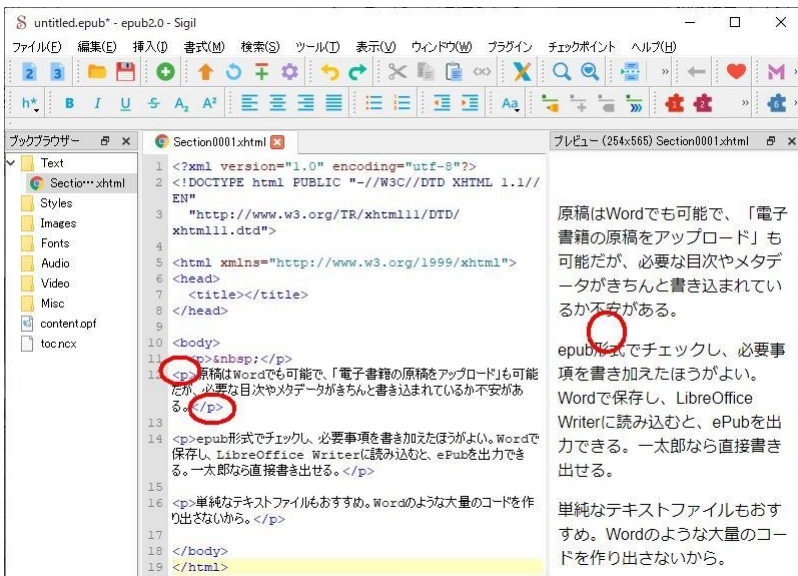 untitled.epub* - epub2.0 - Sigil
ファイル(F) 編集(E) 挿入(I) 書式(M) 検索(S) ツール(T) 表示(V) ウィンドウ(W) プラグイン チェックポイント ヘルプ(H)
2 3
h* B I U S A₂ A² Aa
ブックブラウザー
Text
Sectio…xhtml
Styles
Images
Fonts
Audio
Video
Misc
content.opf
toc.ncx
Section0001.xhtml
1 <?xml version="1.0" encoding="utf-8"?>
2 <!DOCTYPE html PUBLIC "-//W3C//DTD XHTML 1.1//
EN"
3 "http://www.w3.org/TR/xhtml11/DTD/
xhtml11.dtd">
4
5 <html xmlns="http://www.w3.org/1999/xhtml">
6 <head>
7 <title></title>
8 </head>
9
10 <body>
11 <p>&nbsp;</p>
12 <p>原稿はWordでも可能で、「電子書籍の原稿をアップロード」も可能
だが、必要な目次やメタデータがきちんと書き込まれているか不安があ
る。</p>
13
14 <p>epub形式でチェックし、必要事項を書き加えたほうがよい。Wordで
保存し、LibreOffice Writerに読み込むと、ePubを出力でき
る。一太郎なら直接書き出せる。</p>
15
16 <p>単純なテキストファイルもおすすめ。Wordのような大量のコードを作
り出さないから。</p>
17
18 </body>
19 </html>
プレビュー (254x565) Section0001.xhtml
原稿はWordでも可能で、「電子
書籍の原稿をアップロード」も
可能だが、必要な目次やメタデ
ータがきちんと書き込まれてい
るか不安がある。
epub形式でチェックし、必要事
項を書き加えたほうがよい。
Wordで保存し、LibreOffice
Writerに読み込むと、ePubを出
力できる。一太郎なら直接書き
出せる。
単純なテキストファイルもおす
すめ。Wordのような大量のコー
ドを作り出さないから。